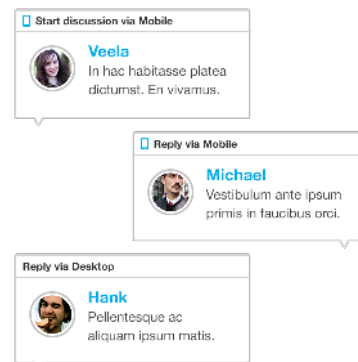 Start discussion via Mobile
Veela
In hac habitasse platea
dictumst. En vivamus.
Reply via Mobile
Michael
Vestibulum ante ipsum
primis in faucibus orci.
Reply via Desktop
Hank
Pellentesque ac
aliquam ipsum matis.